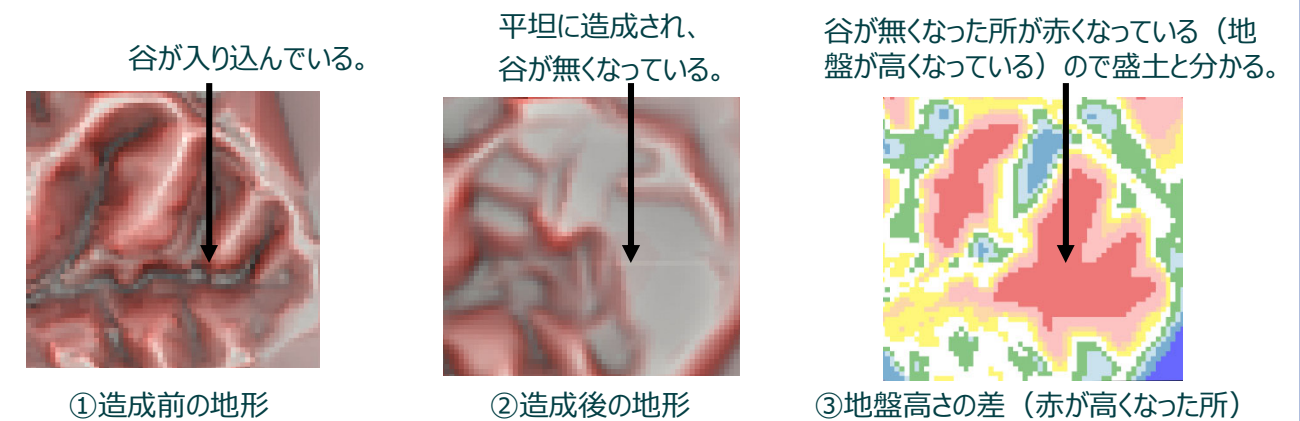 谷が入り込んでいる。
平坦に造成され、
谷が無くなっている。
谷が無くなった所が赤くなっている（地
盤が高くなっている）ので盛土と分かる。
①造成前の地形
②造成後の地形
③地盤高さの差（赤が高くなった所）